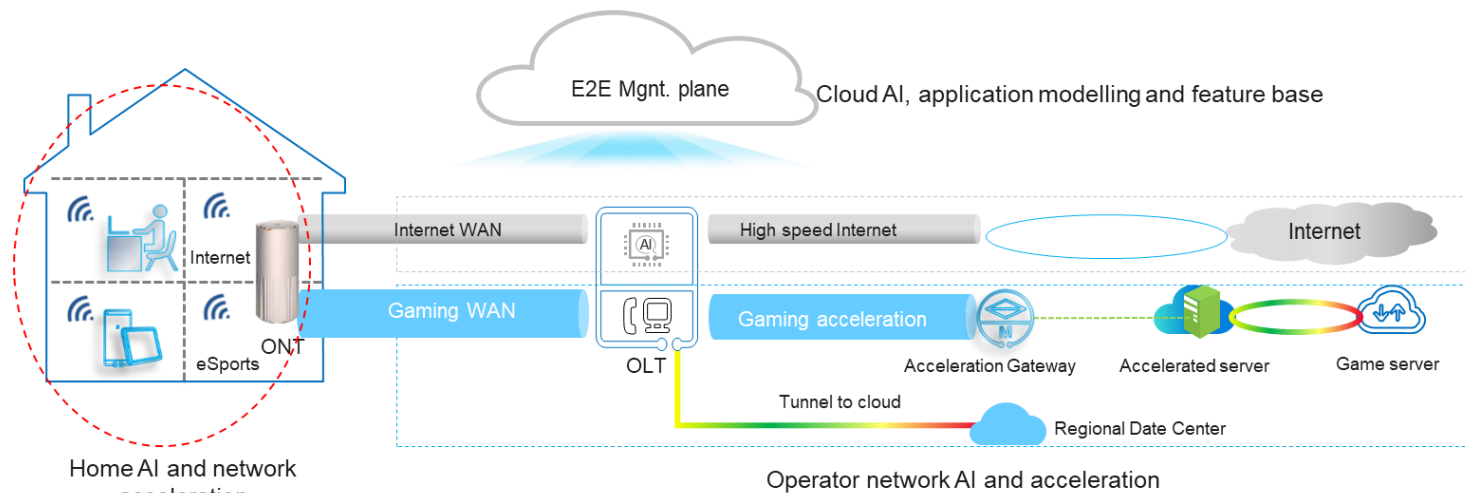 E2E Mgnt. plane
Cloud AI, application modelling and feature base
Internet WAN
AI
High speed Internet
Internet
Internet
Gaming WAN
Gaming acceleration
M
ONT
eSports
OLT
Acceleration Gateway
Accelerated server
Game server
Tunnel to cloud
Regional Date Center
Home AI and network
acceleration
Operator network AI and acceleration